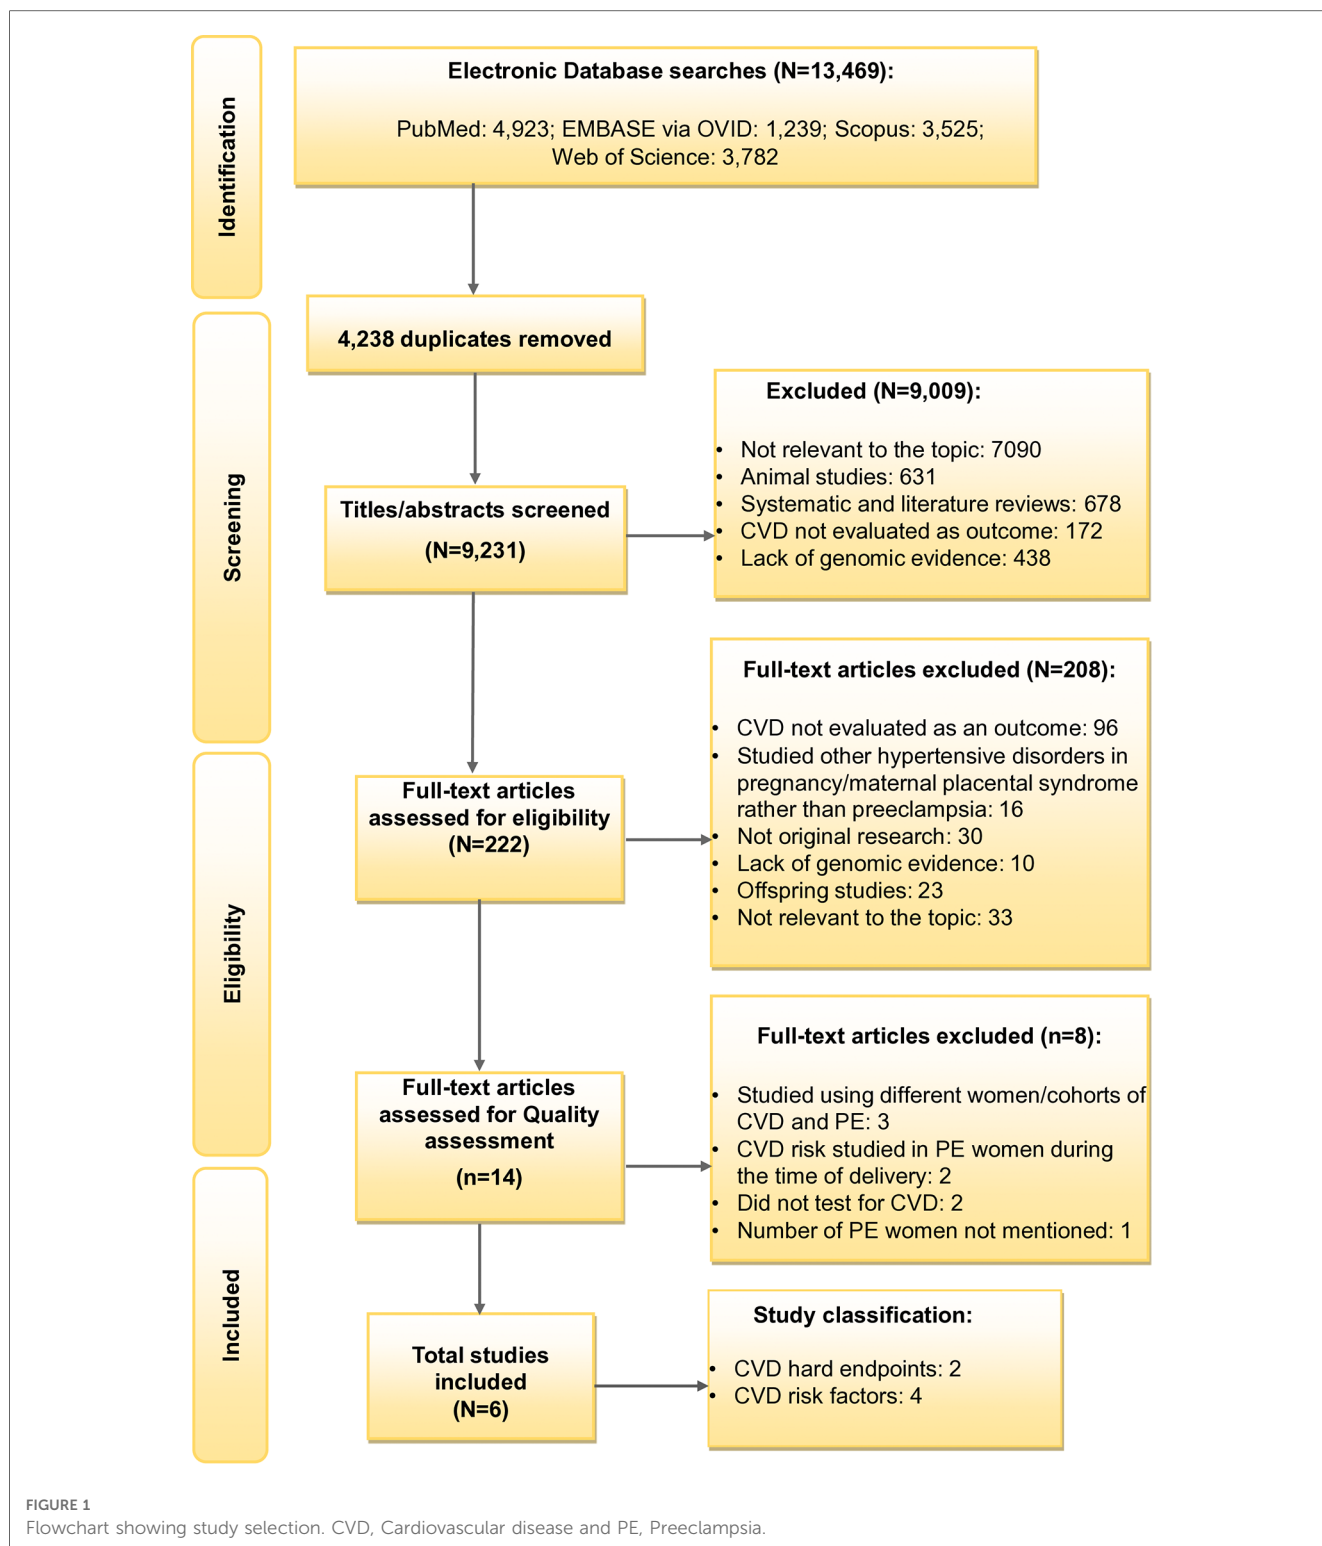 Identification
Electronic Database searches (N=13,469):
PubMed: 4,923; EMBASE via OVID: 1,239; Scopus: 3,525;
Web of Science: 3,782
Screening
4,238 duplicates removed
Titles/abstracts screened
(N=9,231)
Excluded (N=9,009):
• Not relevant to the topic: 7090
• Animal studies: 631
• Systematic and literature reviews: 678
• CVD not evaluated as outcome: 172
• Lack of genomic evidence: 438
Eligibility
Full-text articles
assessed for eligibility
(N=222)
Full-text articles excluded (N=208):
• CVD not evaluated as an outcome: 96
• Studied other hypertensive disorders in
pregnancy/maternal placental syndrome
rather than preeclampsia: 16
• Not original research: 30
• Lack of genomic evidence: 10
• Offspring studies: 23
• Not relevant to the topic: 33
Full-text articles
assessed for Quality
assessment
(n=14)
Full-text articles excluded (n=8):
• Studied using different women/cohorts of
CVD and PE: 3
• CVD risk studied in PE women during
the time of delivery: 2
• Did not test for CVD: 2
• Number of PE women not mentioned: 1
Included
Total studies
included
(N=6)
Study classification:
• CVD hard endpoints: 2
• CVD risk factors: 4
FIGURE 1
Flowchart showing study selection. CVD, Cardiovascular disease and PE, Preeclampsia.